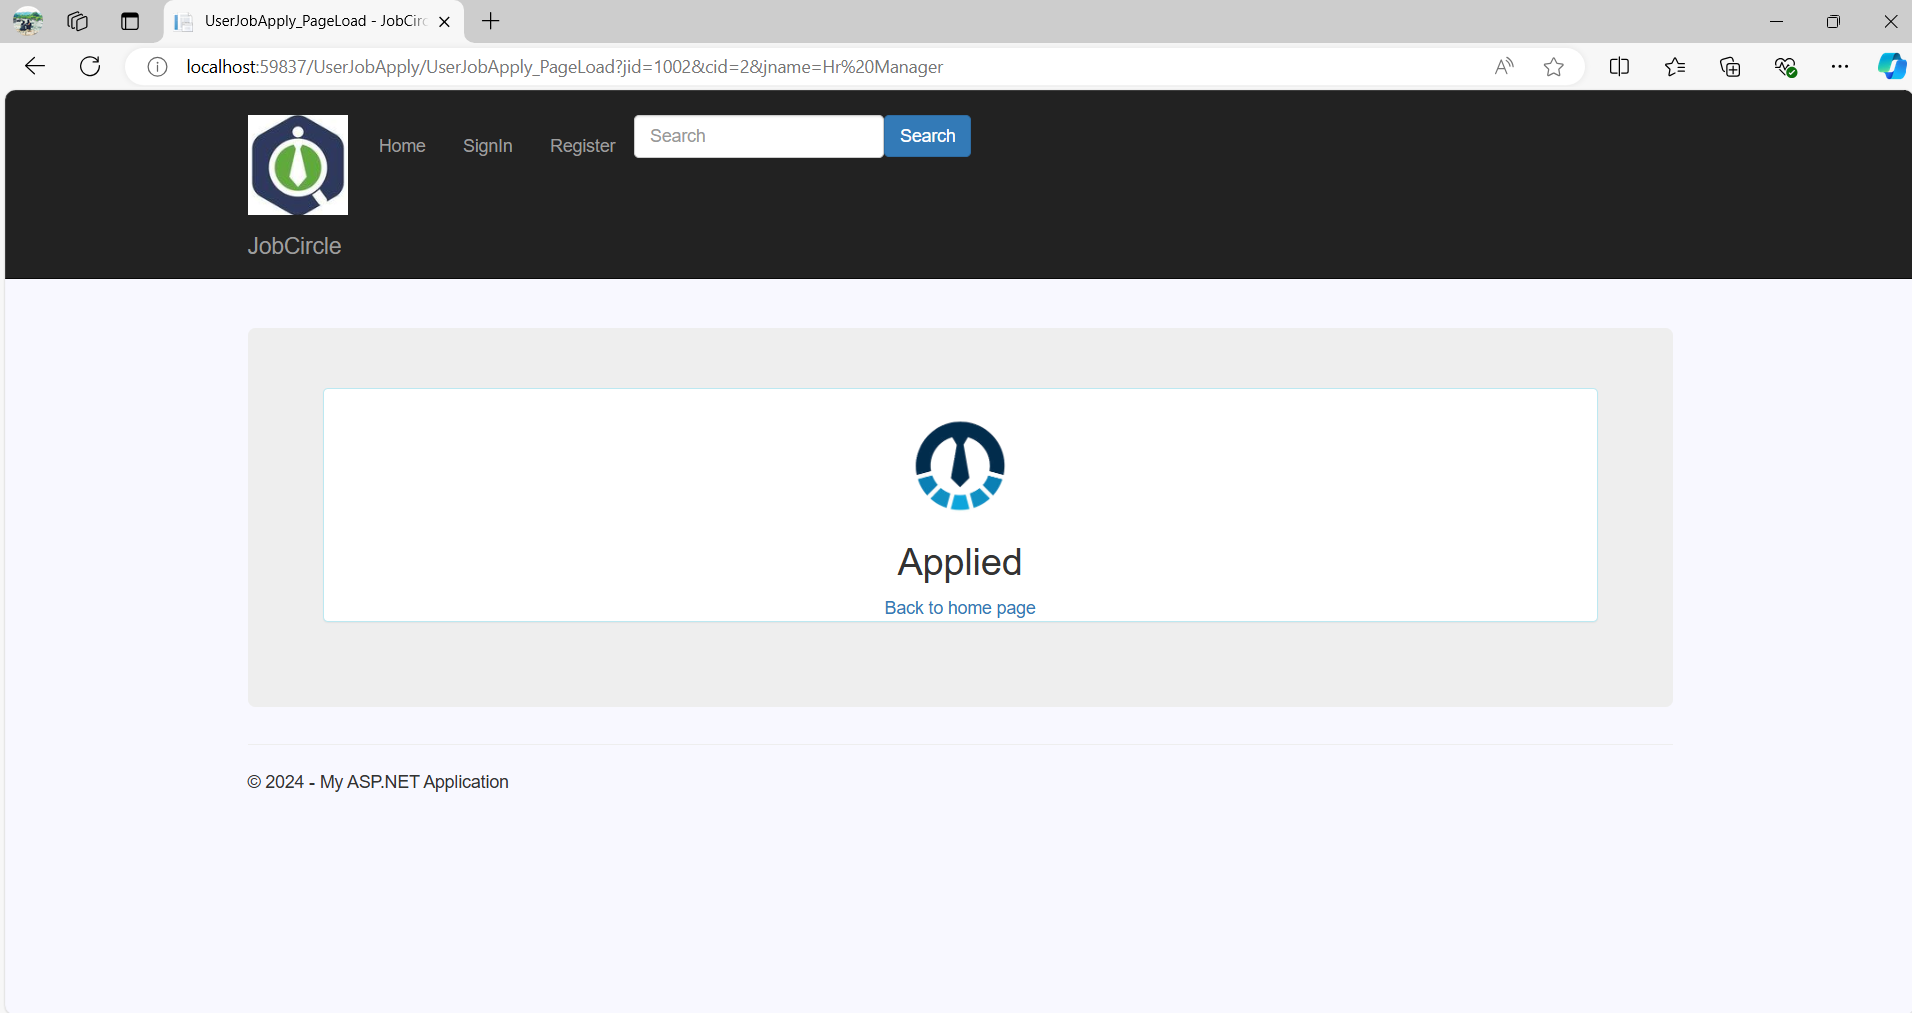 UserJobApply_PageLoad - JobCirc
localhost:59837/UserJobApply/UserJobApply_PageLoad?jid=1002&cid=2&jname=Hr%20Manager
Home SignIn Register Search Search
JobCircle
Applied
Back to home page
© 2024 - My ASP.NET Application